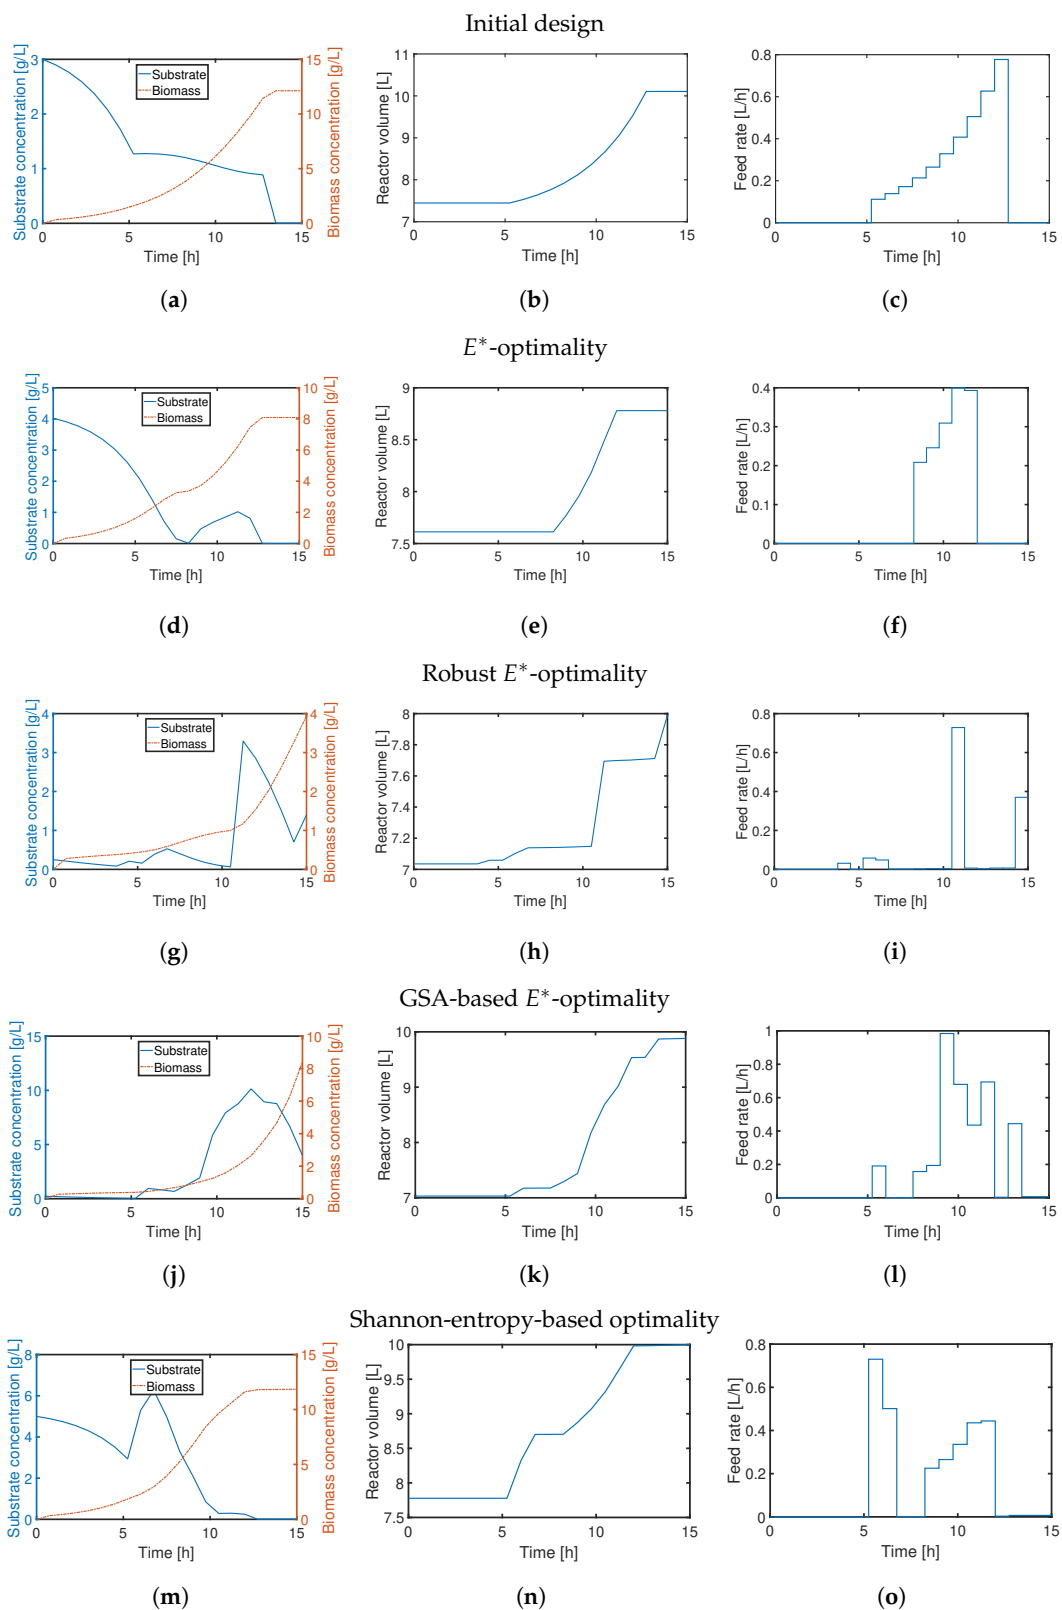 Initial design
Substrate concentration [g/L]
3
2
1
0
Substrate
Biomass
15
10
5
0
Biomass concentration [g/L]
0 5 10 15
Time [h]
(a)
Reactor volume [L]
11
10
9
8
7
0 5 10 15
Time [h]
(b)
Feed rate [L/h]
0.8
0.6
0.4
0.2
0
0 5 10 15
Time [h]
(c)
E*-optimality
Substrate concentration [g/L]
5
4
3
2
1
0
Substrate
Biomass
10
8
6
4
2
0
Biomass concentration [g/L]
0 5 10 15
Time [h]
(d)
Reactor volume [L]
9
8.5
8
7.5
0 5 10 15
Time [h]
(e)
Feed rate [L/h]
0.4
0.3
0.2
0.1
0
0 5 10 15
Time [h]
(f)
Robust E*-optimality
Substrate concentration [g/L]
4
3
2
1
0
Substrate
Biomass
4
3
2
1
0
Biomass concentration [g/L]
0 5 10 15
Time [h]
(g)
Reactor volume [L]
8
7.8
7.6
7.4
7.2
7
0 5 10 15
Time [h]
(h)
Feed rate [L/h]
0.8
0.6
0.4
0.2
0
0 5 10 15
Time [h]
(i)
GSA-based E*-optimality
Substrate concentration [g/L]
15
10
5
0
Substrate
Biomass
10
8
6
4
2
0
Biomass concentration [g/L]
0 5 10 15
Time [h]
(j)
Reactor volume [L]
10
9
8
7
0 5 10 15
Time [h]
(k)
Feed rate [L/h]
1
0.8
0.6
0.4
0.2
0
0 5 10 15
Time [h]
(l)
Shannon-entropy-based optimality
Substrate concentration [g/L]
8
6
4
2
0
Substrate
Biomass
15
10
5
0
Biomass concentration [g/L]
0 5 10 15
Time [h]
(m)
Reactor volume [L]
10
9.5
9
8.5
8
7.5
0 5 10 15
Time [h]
(n)
Feed rate [L/h]
0.8
0.6
0.4
0.2
0
0 5 10 15
Time [h]
(o)